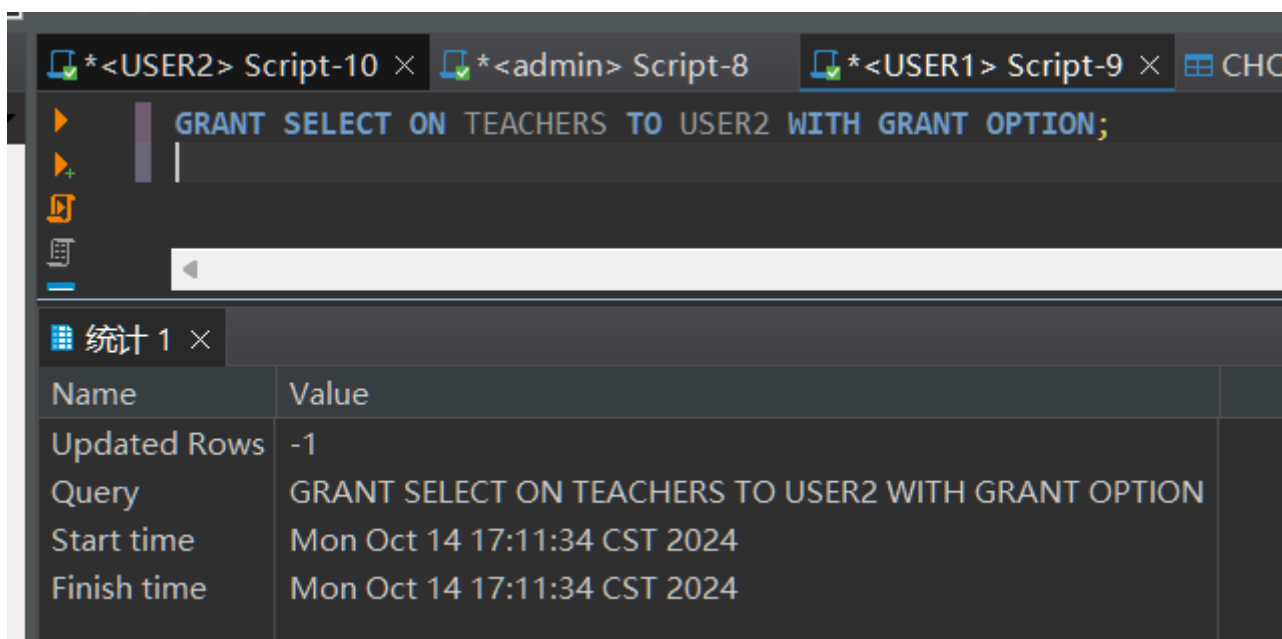 *<USER2> Script-10 *<admin> Script-8 *<USER1> Script-9 CHO
GRANT SELECT ON TEACHERS TO USER2 WITH GRANT OPTION;
统计 1
Name Value
Updated Rows -1
Query GRANT SELECT ON TEACHERS TO USER2 WITH GRANT OPTION
Start time Mon Oct 14 17:11:34 CST 2024
Finish time Mon Oct 14 17:11:34 CST 2024